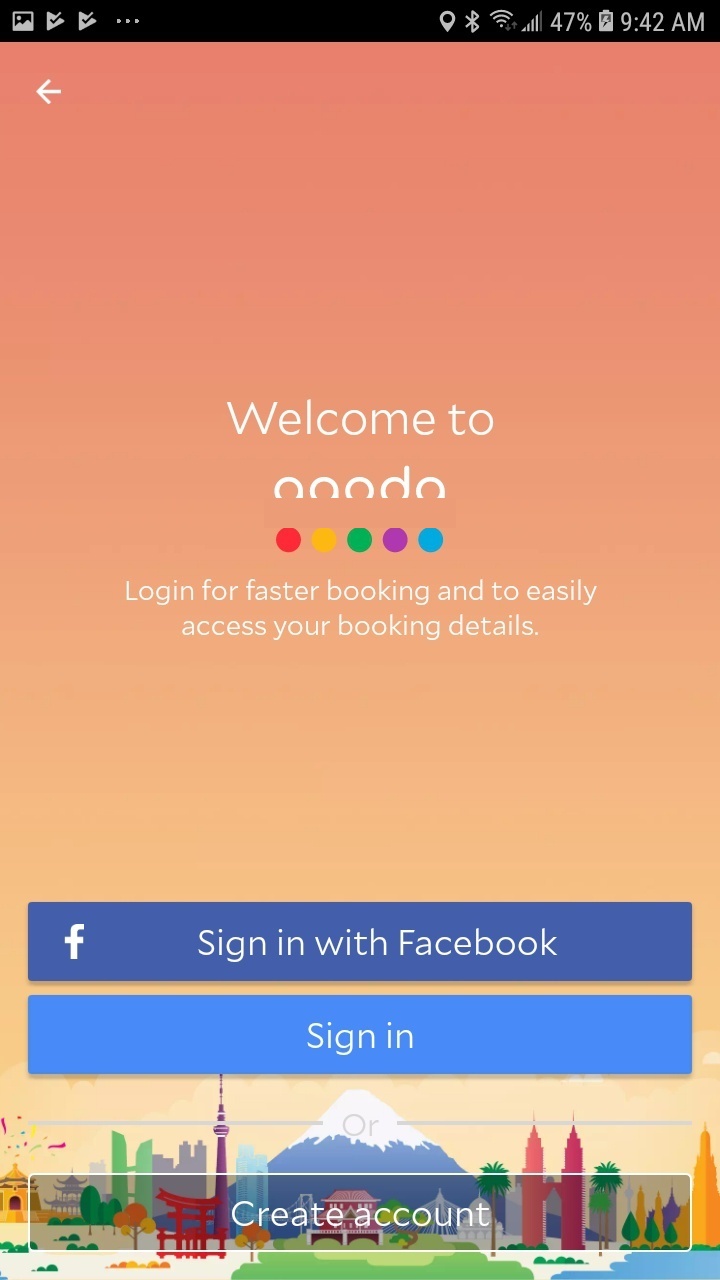 47% 9:42 AM
Welcome to
agoda
Login for faster booking and to easily
access your booking details.
f Sign in with Facebook
Sign in
Or
Create account